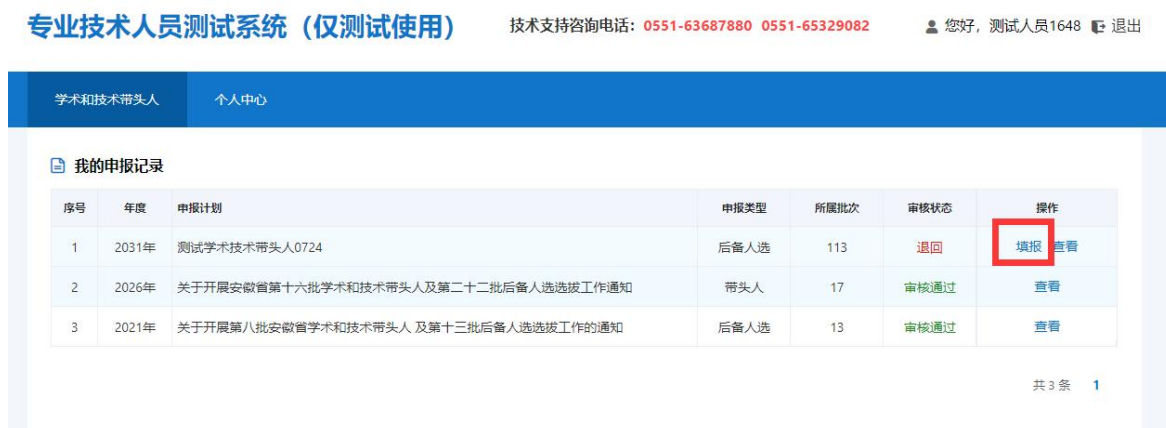 专业技术人员测试系统（仅测试使用） 技术支持咨询电话：0551-63687880 0551-65329082 您好，测试人员1648 退出
学术和技术带头人 个人中心
我的申报记录
序号 年度 申报计划 申报类型 所属批次 审核状态 操作
1 2031年 测试学术技术带头人0724 后备人选 113 退回 填报 查看
2 2026年 关于开展安徽省第十六批学术和技术带头人及第二十二批后备人选选拔工作通知 带头人 17 审核通过 查看
3 2021年 关于开展第八批安徽省学术和技术带头人 及第十三批后备人选选拔工作的通知 后备人选 13 审核通过 查看
共 3 条 1